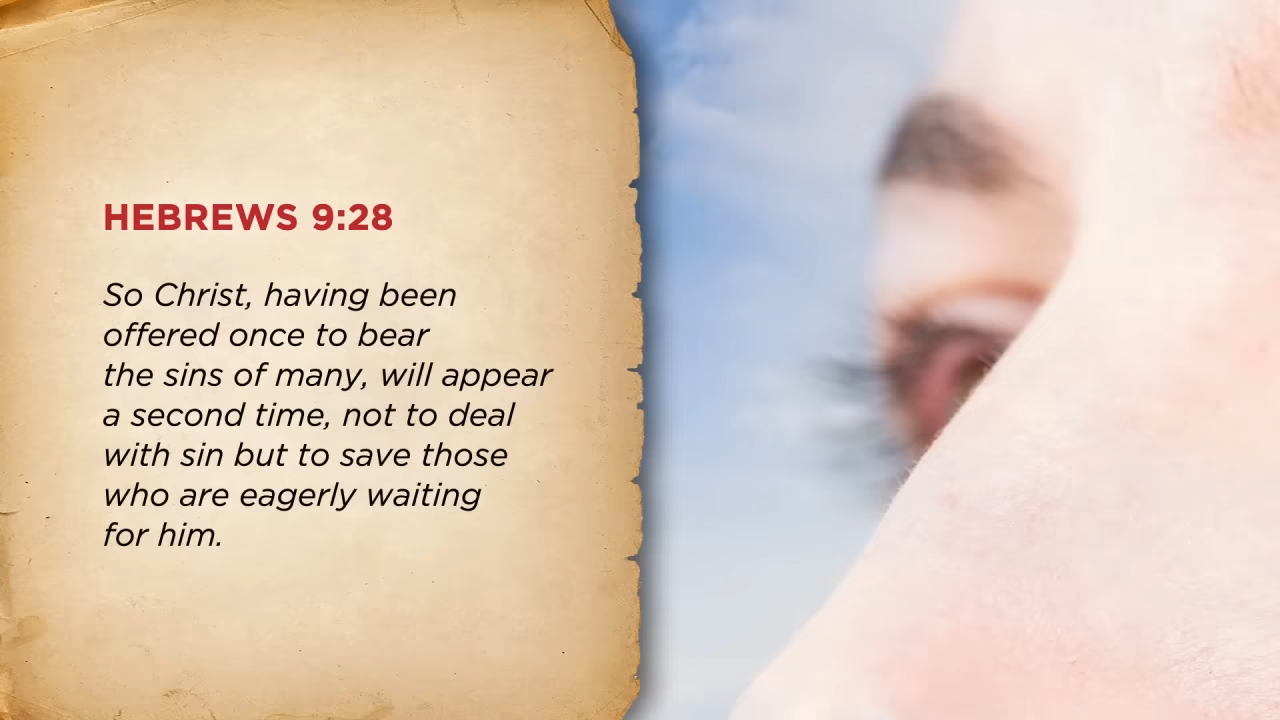 HEBREWS 9:28
So Christ, having been
offered once to bear
the sins of many, will appear
a second time, not to deal
with sin but to save those
who are eagerly waiting
for him.